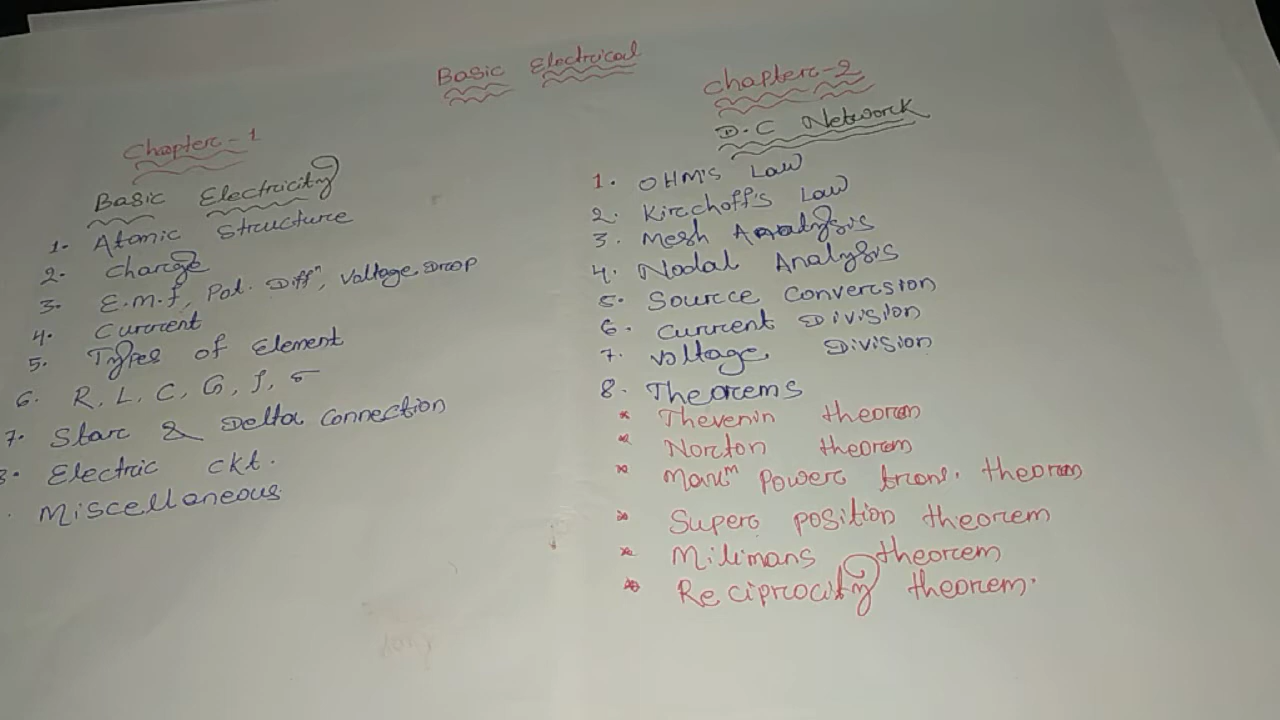 Basic Electrical
Chapter-1
Basic Electricity
1. Atomic Structure
2. Charge
3. E.m.f, Pot. Diffⁿ, Voltage Drop
4. Current
5. Types of Element
6. R, L, C, G, ρ, σ
7. Star & Delta Connection
8. Electric ckt.
. Miscellaneous
Chapter-2
D.C Network
1. OHM'S Law
2. Kirchoff's Law
3. Mesh Analysis
4. Nodal Analysis
5. Source Conversion
6. Current Division
7. Voltage Division
8. Theorems
* Thevenin theorem
* Norton theorem
* Maxᵐ Power trans. theorem
* Super position theorem
* Milimans theorem
* Reciprocity theorem.